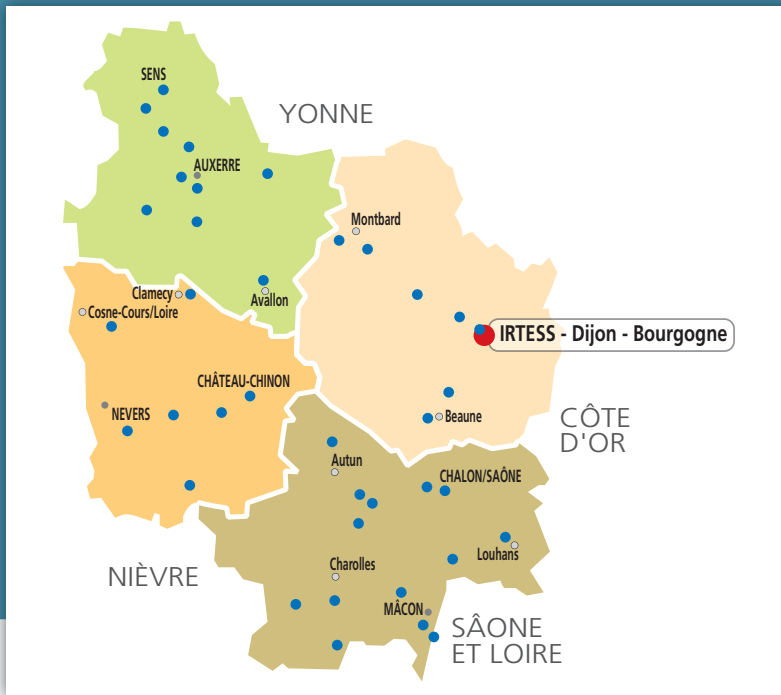 SENS
YONNE
AUXERRE
Montbard
Clamecy
Avallon
Cosne-Cours/Loire
IRTESS - Dijon - Bourgogne
CHÂTEAU-CHINON
NEVERS
Beaune
CÔTE
D'OR
Autun
CHALON/SAÔNE
Louhans
NIÈVRE
Charolles
MÂCON
SÂONE
ET LOIRE